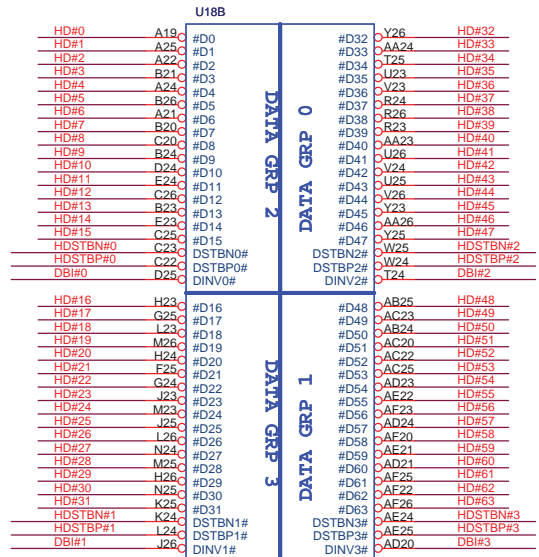 U18B
HD#0 A19 #D0 #D32 Y26 HD#32
HD#1 A25 #D1 #D33 AA24 HD#33
HD#2 A22 #D2 #D34 T25 HD#34
HD#3 B21 #D3 #D35 U23 HD#35
HD#4 A24 #D4 #D36 V23 HD#36
HD#5 B26 #D5 #D37 R24 HD#37
HD#6 A21 #D6 #D38 R26 HD#38
HD#7 B20 #D7 #D39 R23 HD#39
HD#8 C20 #D8 #D40 AA23 HD#40
HD#9 B24 #D9 #D41 U26 HD#41
HD#10 D24 #D10 #D42 V24 HD#42
HD#11 E24 #D11 #D43 U25 HD#43
HD#12 C26 #D12 #D44 V26 HD#44
HD#13 B23 #D13 #D45 Y23 HD#45
HD#14 E23 #D14 #D46 AA26 HD#46
HD#15 C25 #D15 #D47 Y25 HD#47
HDSTBN#0 C23 DSTBN0# DSTBN2# W25 HDSTBN#2
HDSTBP#0 C22 DSTBP0# DSTBP2# W24 HDSTBP#2
DBI#0 D25 DINV0# DINV2# T24 DBI#2
DATA GRP 2
DATA GRP 0
HD#16 H23 #D16 #D48 AB25 HD#48
HD#17 G25 #D17 #D49 AC23 HD#49
HD#18 L23 #D18 #D50 AB24 HD#50
HD#19 M26 #D19 #D51 AC20 HD#51
HD#20 H24 #D20 #D52 AC22 HD#52
HD#21 F25 #D21 #D53 AC25 HD#53
HD#22 G24 #D22 #D54 AD23 HD#54
HD#23 J23 #D23 #D55 AE22 HD#55
HD#24 M23 #D24 #D56 AF23 HD#56
HD#25 J25 #D25 #D57 AD24 HD#57
HD#26 L26 #D26 #D58 AF20 HD#58
HD#27 N24 #D27 #D59 AE21 HD#59
HD#28 M25 #D28 #D60 AD21 HD#60
HD#29 H26 #D29 #D61 AF25 HD#61
HD#30 N25 #D30 #D62 AF22 HD#62
HD#31 K25 #D31 #D63 AF26 HD#63
HDSTBN#1 K24 DSTBN1# DSTBN3# AE24 HDSTBN#3
HDSTBP#1 L24 DSTBP1# DSTBP3# AE25 HDSTBP#3
DBI#1 J26 DINV1# DINV3# AD20 DBI#3
DATA GRP 3
DATA GRP 1